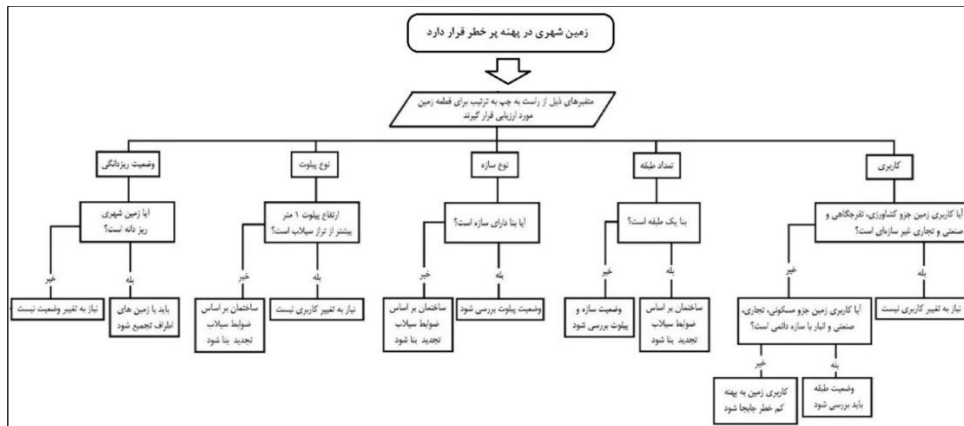 زمین شهری در پهنه پر خطر قرار دارد
متغیرهای ذیل از راست به چپ به ترتیب برای قطعه زمین
مورد ارزیابی قرار گیرند
کاربری
تعداد طبقه
نوع سازه
نوع پیلوت
وضعیت ریزدانگی
آیا کاربری زمین جزو کشاورزی، تفرجگاهی و
صنعتی و تجاری غیر سازه‌ای است؟
بنا یک طبقه است؟
آیا بنا دارای سازه است؟
ارتفاع پیلوت ۱ متر
بیشتر از تراز سیلاب است؟
آیا زمین شهری
ریز دانه است؟
بله
خیر
بله
خیر
بله
خیر
بله
خیر
بله
خیر
نیاز به تغییر کاربری نیست
آیا کاربری زمین جزو مسکونی، تجاری،
صنعتی و انبار با سازه دائمی است؟
ساختمان بر اساس
ضوابط سیلاب
تجدید بنا شود
وضعیت سازه و
پیلوت بررسی شود
وضعیت پیلوت بررسی شود
ساختمان بر اساس
ضوابط سیلاب
تجدید بنا شود
نیاز به تغییر کاربری نیست
ساختمان بر اساس
ضوابط سیلاب
تجدید بنا شود
باید با زمین های
اطراف تجمیع شود
نیاز به تغییر وضعیت نیست
بله
خیر
وضعیت طبقه
باید بررسی شود
کاربری زمین به پهنه
کم خطر جابجا شود